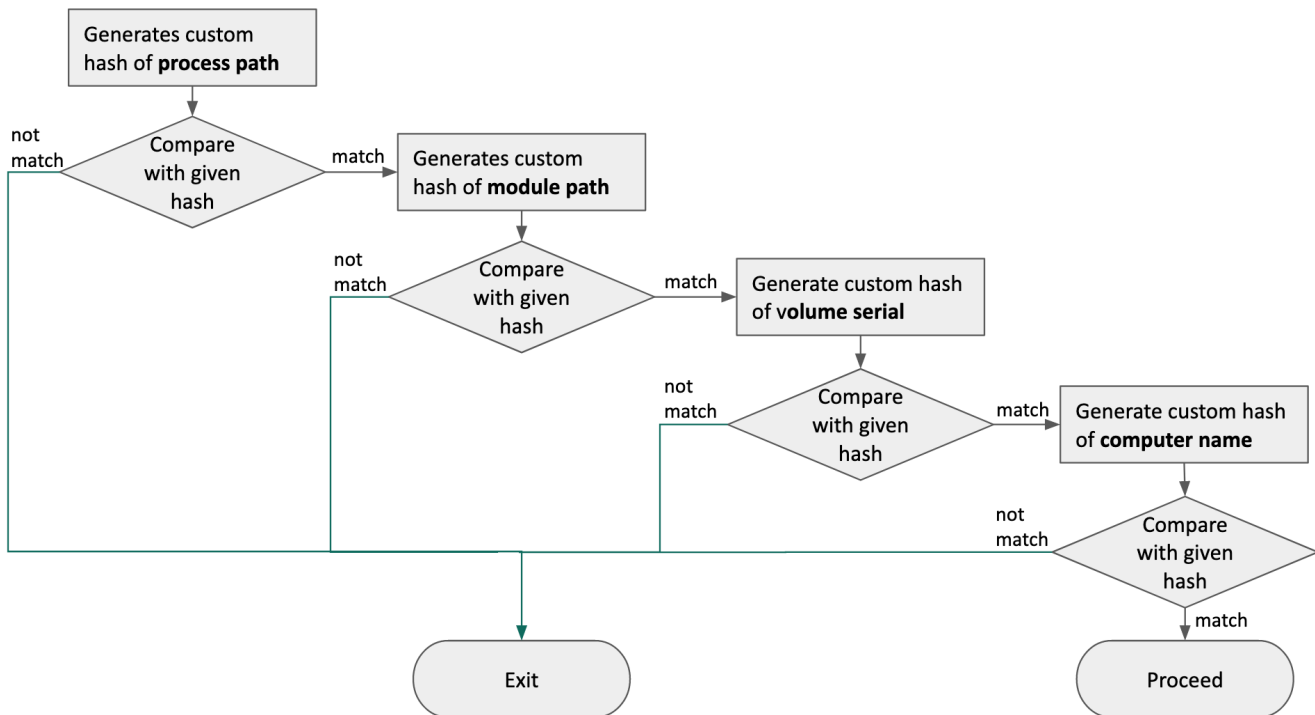 Generates custom
hash of process path
not
match
Compare
with given
hash
match
Generates custom
hash of module path
not
match
Compare
with given
hash
match
Generate custom hash
of volume serial
not
match
Compare
with given
hash
match
Generate custom hash
of computer name
not
match
Compare
with given
hash
match
Exit
Proceed